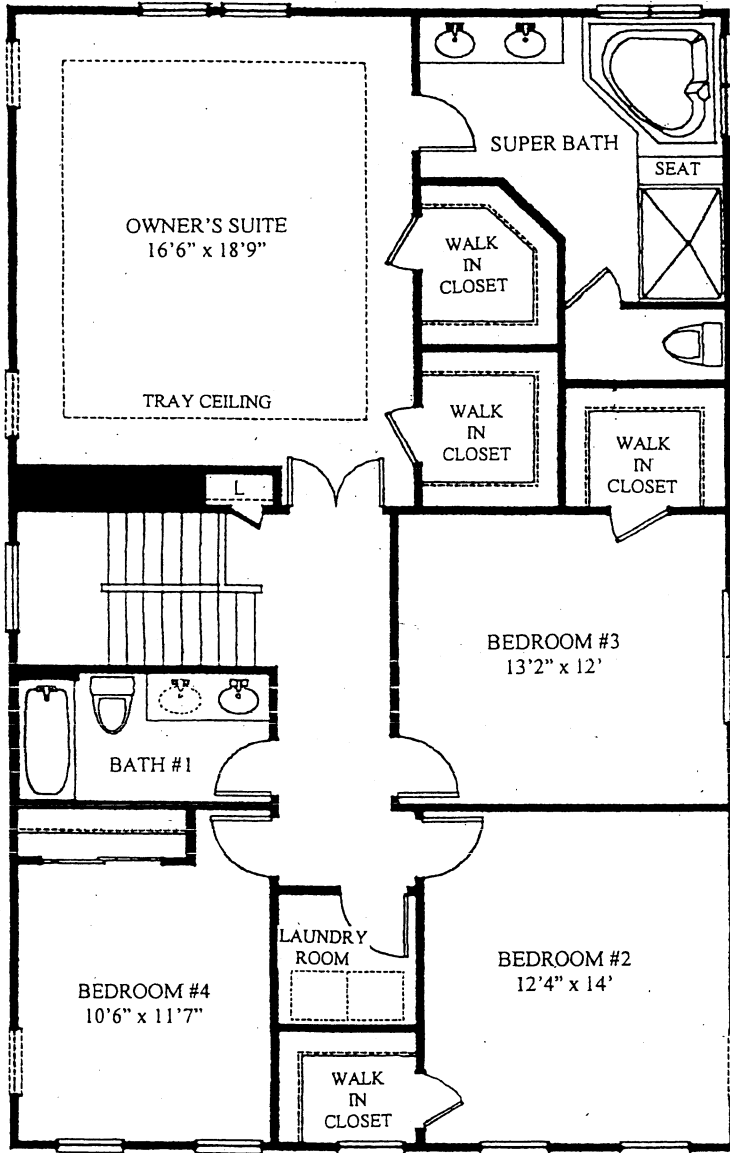 SUPER BATH
SEAT
OWNER'S SUITE
16'6" x 18'9"
WALK
IN
CLOSET
TRAY CEILING
WALK
IN
CLOSET
WALK
IN
CLOSET
L
BEDROOM #3
13'2" x 12'
BATH #1
LAUNDRY
ROOM
BEDROOM #2
12'4" x 14'
BEDROOM #4
10'6" x 11'7"
WALK
IN
CLOSET